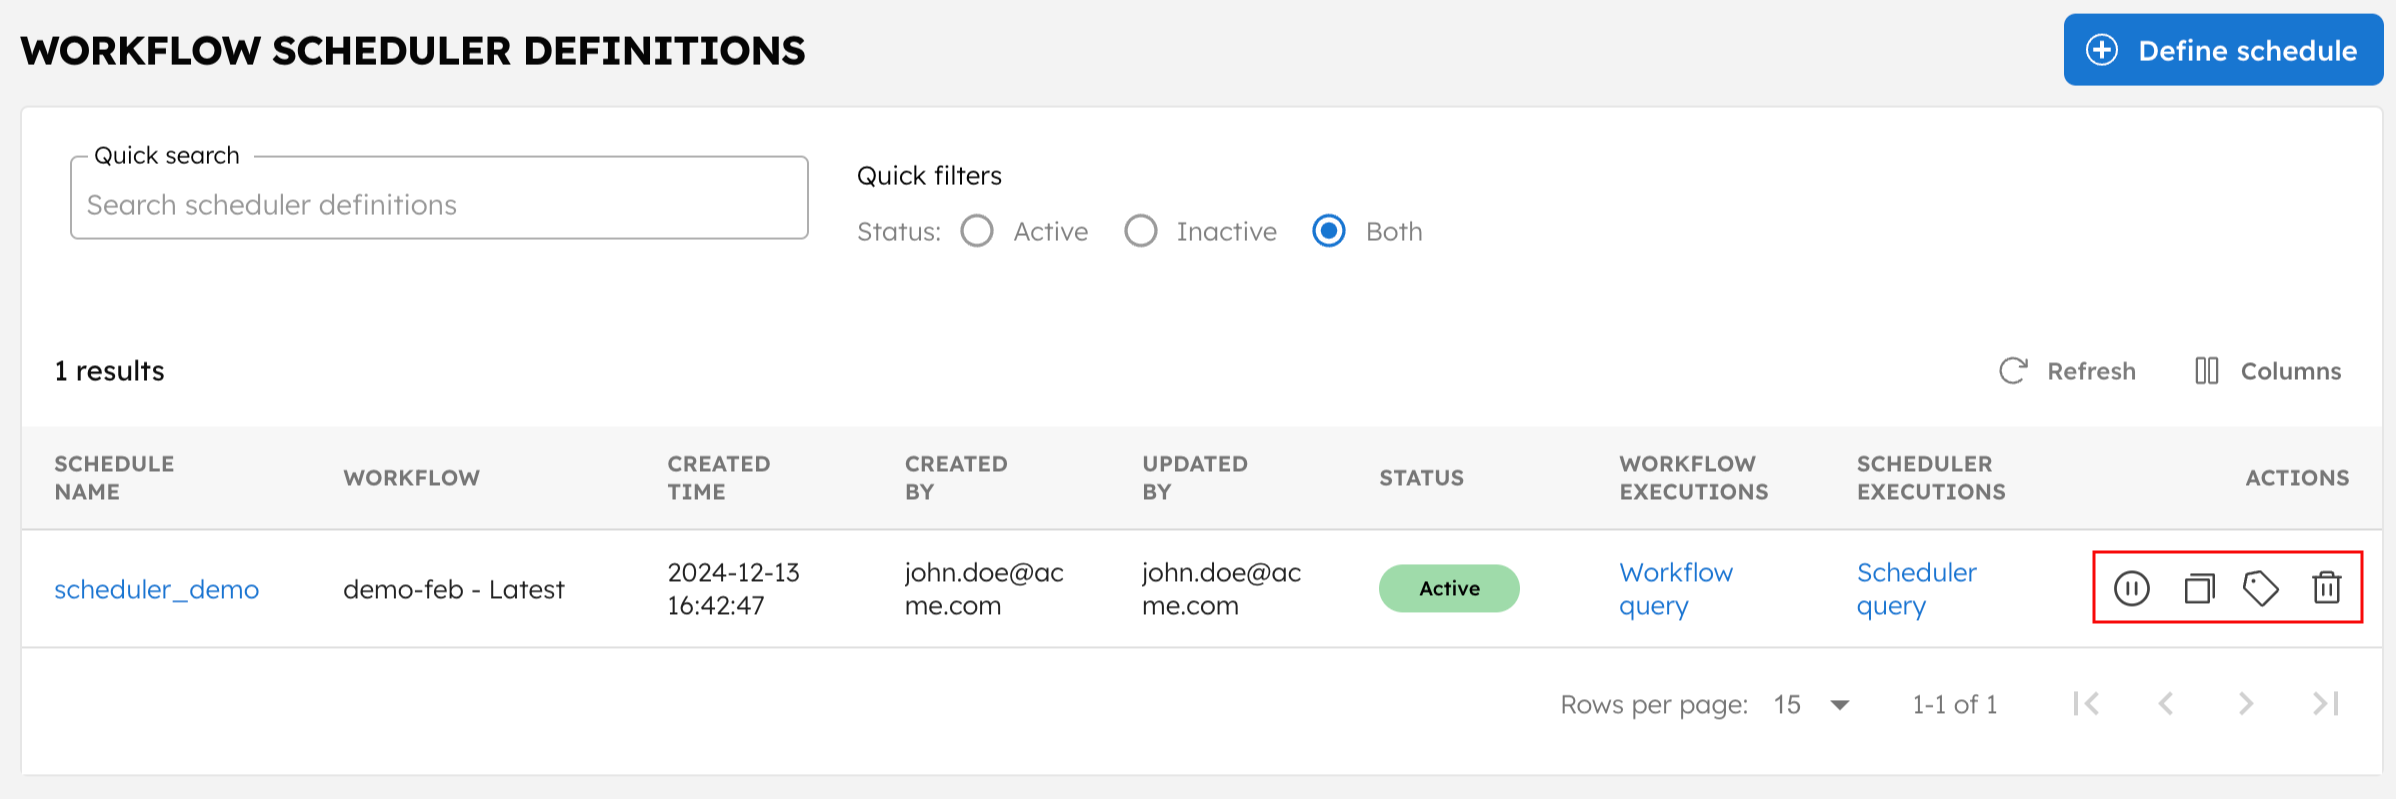 WORKFLOW SCHEDULER DEFINITIONS
Define schedule
Quick search
Search scheduler definitions
Quick filters
Status: Active Inactive Both
1 results
Refresh Columns
SCHEDULE NAME WORKFLOW CREATED TIME CREATED BY UPDATED BY STATUS WORKFLOW EXECUTIONS SCHEDULER EXECUTIONS ACTIONS
scheduler_demo demo-feb - Latest 2024-12-13 16:42:47 john.doe@acme.com john.doe@acme.com Active Workflow query Scheduler query
Rows per page: 15 1-1 of 1